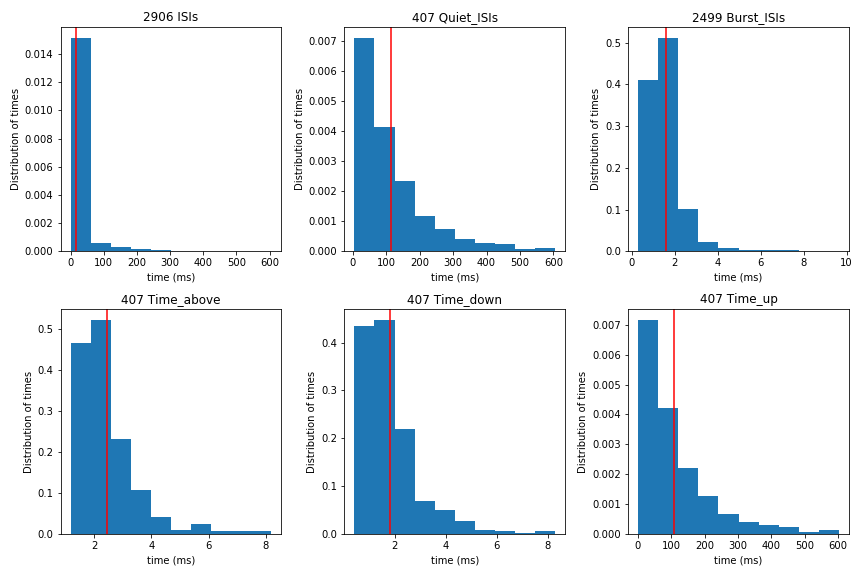 2906 ISIs
407 Quiet_ISIs
2499 Burst_ISIs
Distribution of times
0.014
0.012
0.010
0.008
0.006
0.004
0.002
0.000
0 100 200 300 400 500 600
time (ms)
Distribution of times
0.007
0.006
0.005
0.004
0.003
0.002
0.001
0.000
0 100 200 300 400 500 600
time (ms)
Distribution of times
0.5
0.4
0.3
0.2
0.1
0.0
0 2 4 6 8 10
time (ms)
407 Time_above
407 Time_down
407 Time_up
Distribution of times
0.5
0.4
0.3
0.2
0.1
0.0
2 4 6 8
time (ms)
Distribution of times
0.4
0.3
0.2
0.1
0.0
2 4 6 8
time (ms)
Distribution of times
0.007
0.006
0.005
0.004
0.003
0.002
0.001
0.000
0 100 200 300 400 500 600
time (ms)